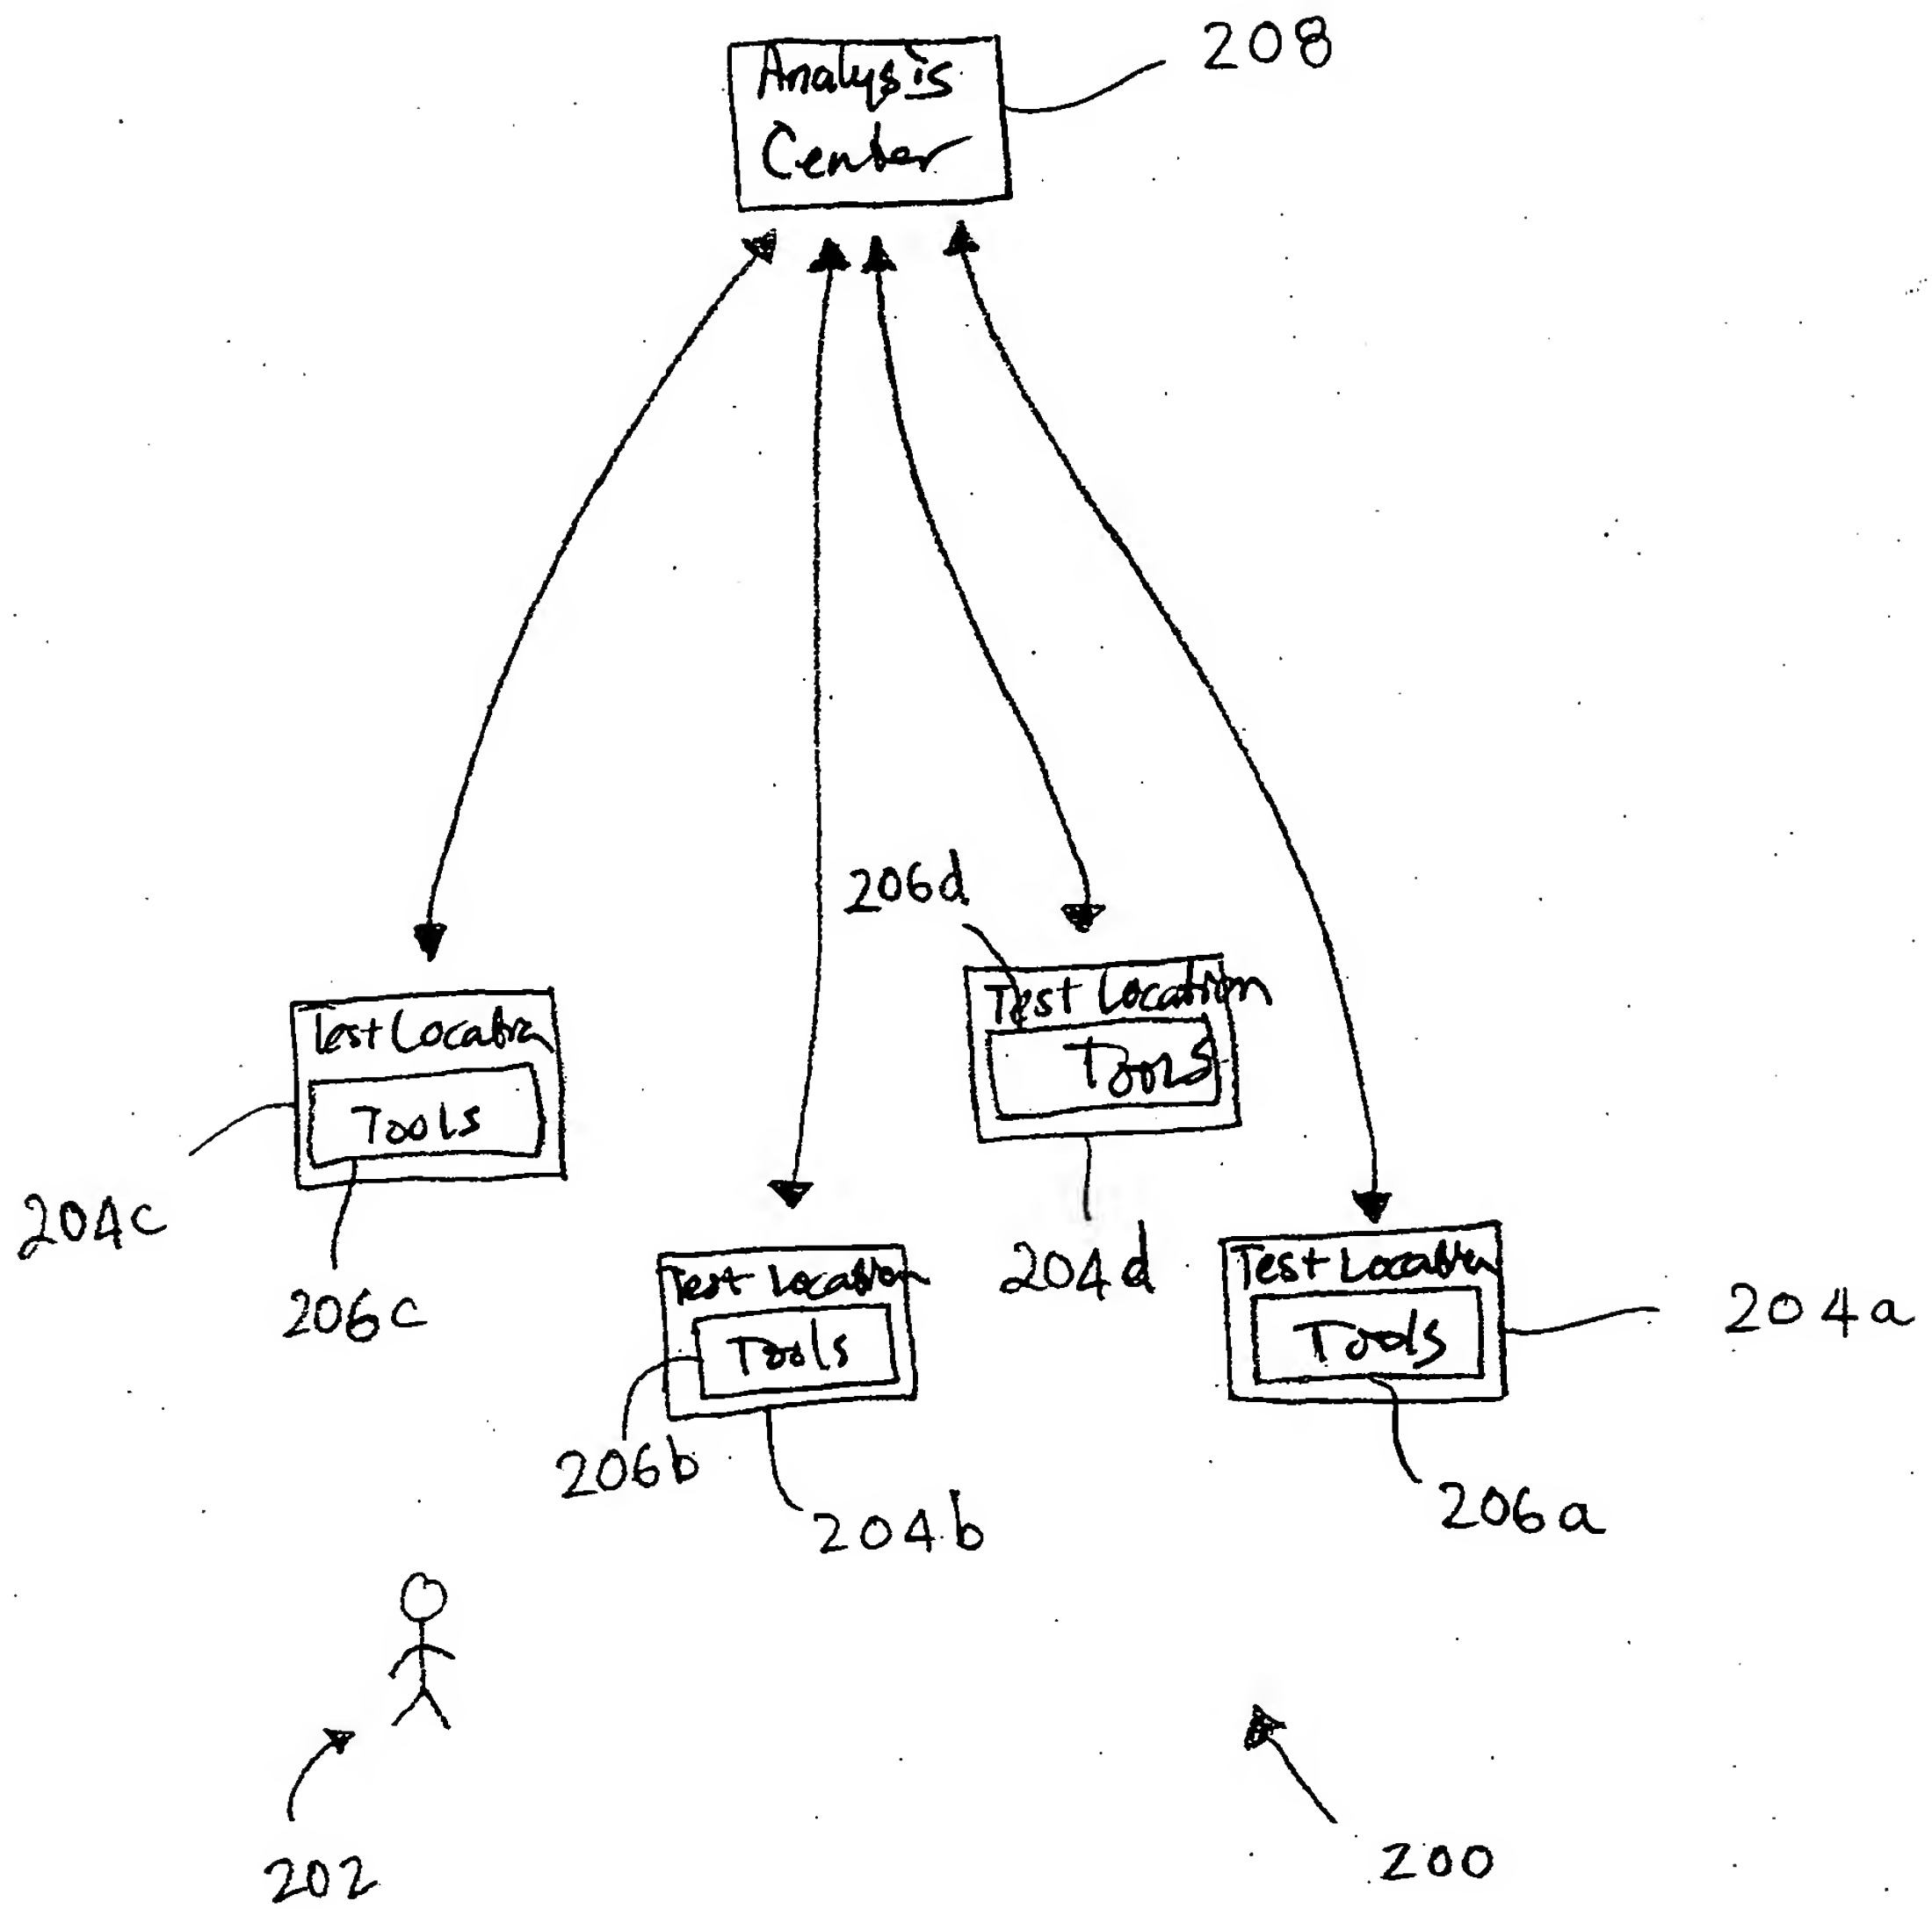 208
Analysis
Center
206d
Test Location
Tools
Test Location
Tools
204c
206c
204d
Test Location
Tools
204a
Test Location
Tools
206b
204b
206a
202
200